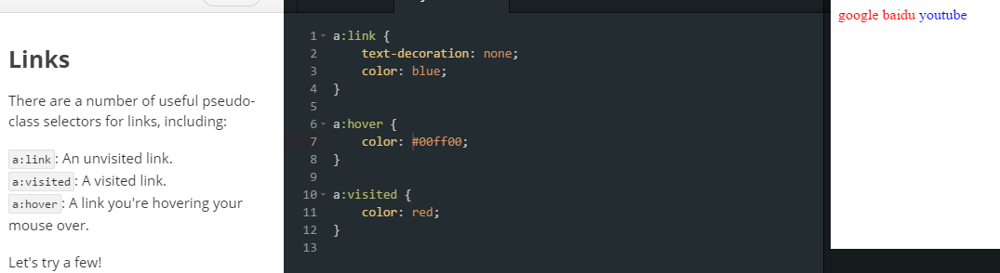 Links
There are a number of useful pseudo-
class selectors for links, including:
a:link: An unvisited link.
a:visited: A visited link.
a:hover: A link you're hovering your
mouse over.
Let's try a few!
1 a:link {
2 text-decoration: none;
3 color: blue;
4 }
5
6 a:hover {
7 color: #00ff00;
8 }
9
10 a:visited {
11 color: red;
12 }
13
google baidu youtube